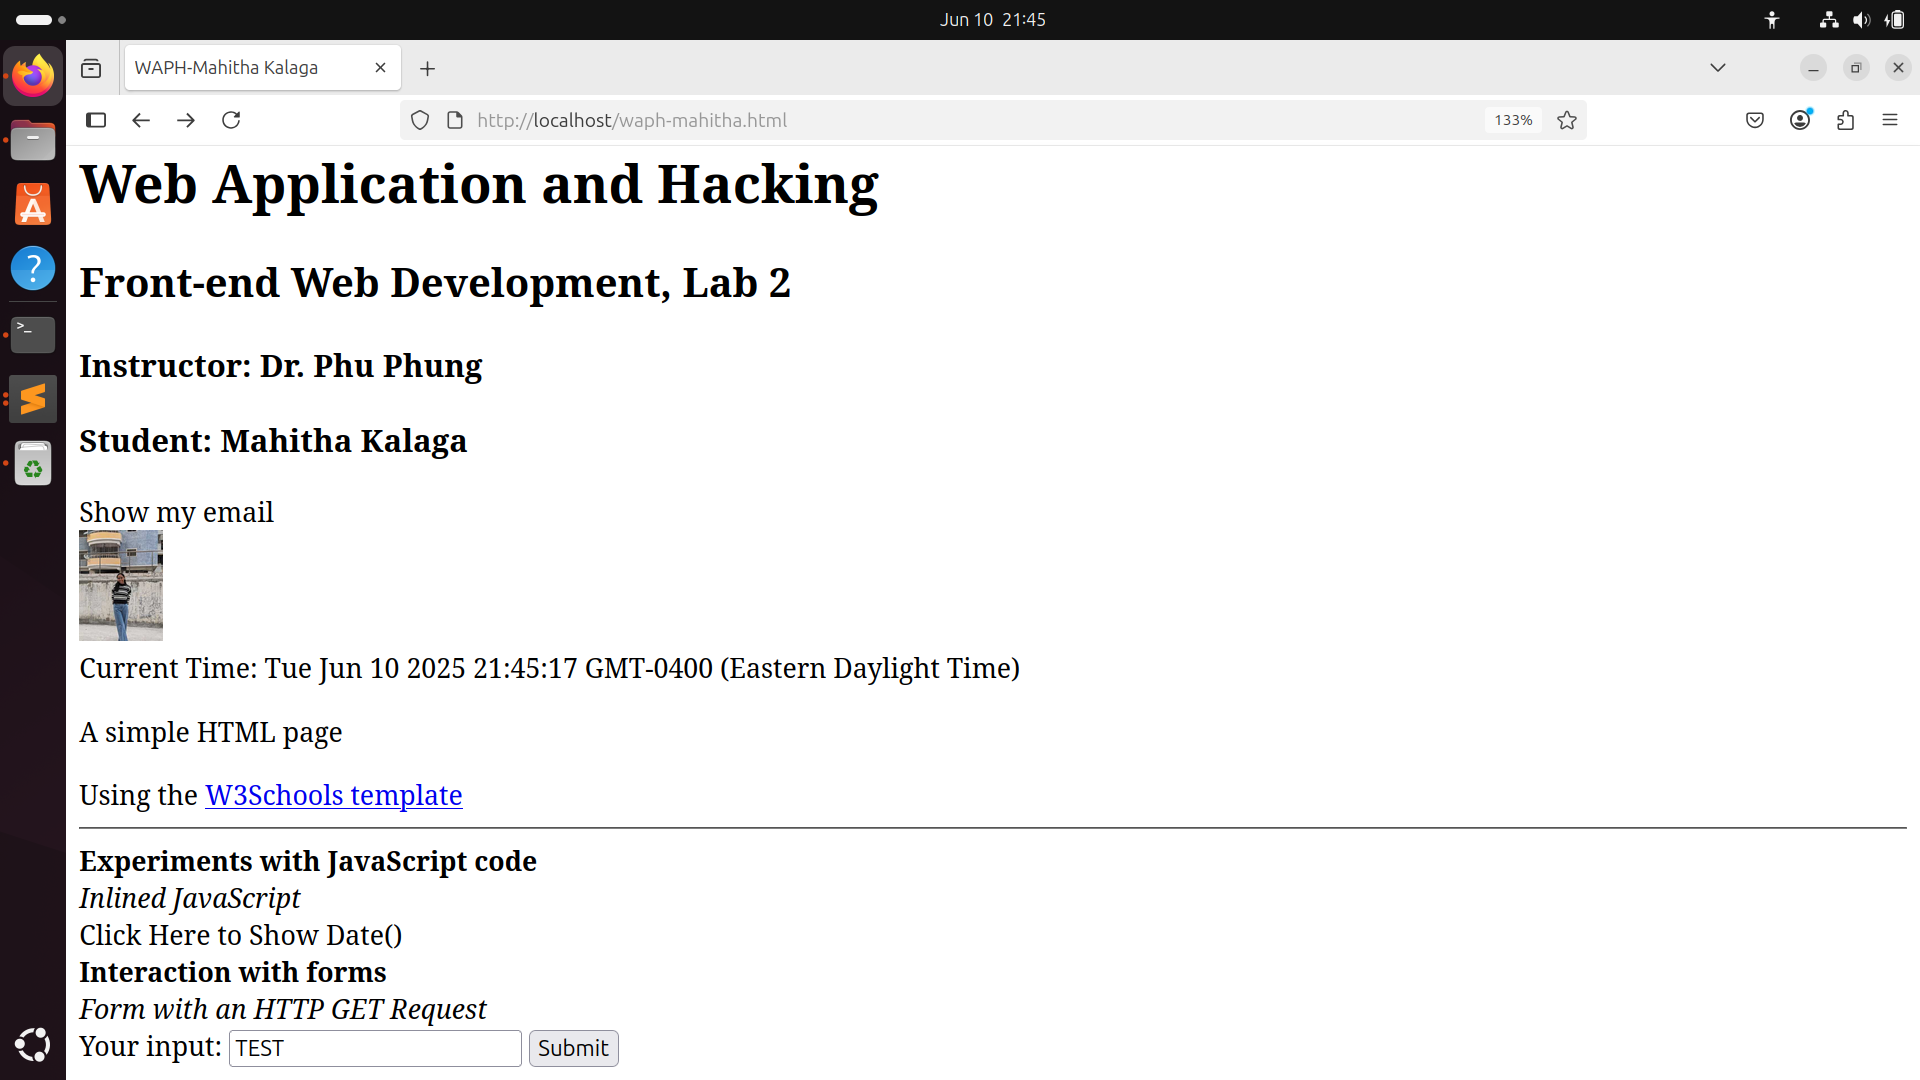 Jun 10 21:45
WAPH-Mahitha Kalaga
http://localhost/waph-mahitha.html
133%
Web Application and Hacking
Front-end Web Development, Lab 2
Instructor: Dr. Phu Phung
Student: Mahitha Kalaga
Show my email
Current Time: Tue Jun 10 2025 21:45:17 GMT-0400 (Eastern Daylight Time)
A simple HTML page
Using the W3Schools template
Experiments with JavaScript code
Inlined JavaScript
Click Here to Show Date()
Interaction with forms
Form with an HTTP GET Request
Your input: TEST Submit